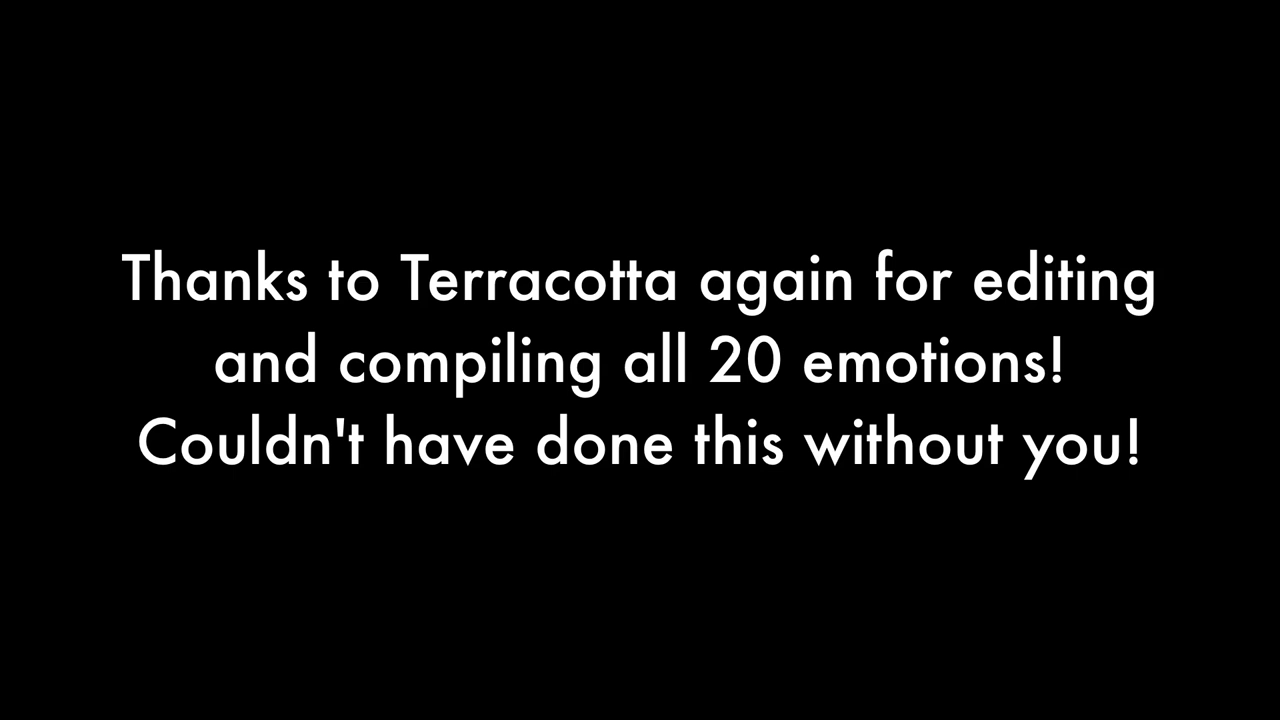 Thanks to Terracotta again for editing
and compiling all 20 emotions!
Couldn't have done this without you!